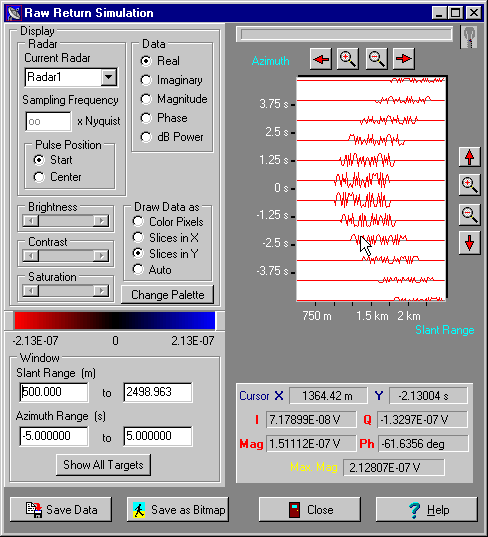 Raw Return Simulation
Display
Radar
Current Radar
Radar1
Sampling Frequency
oo x Nyquist
Pulse Position
Start
Center
Data
Real
Imaginary
Magnitude
Phase
dB Power
Brightness
Contrast
Saturation
Draw Data as
Color Pixels
Slices in X
Slices in Y
Auto
Change Palette
-2.13E-07 0 2.13E-07
Window
Slant Range (m)
500.000 to 2498.963
Azimuth Range (s)
-5.000000 to 5.000000
Show All Targets
Azimuth
3.75 s
2.5 s
1.25 s
0 s
-1.25 s
-2.5 s
-3.75 s
750 m 1.5 km 2 km
Slant Range
Cursor X 1364.42 m Y -2.13004 s
I 7.17899E-08 V Q -1.3297E-07 V
Mag 1.51112E-07 V Ph -61.6356 deg
Max. Mag 2.12807E-07 V
Save Data
Save as Bitmap
Close
? Help